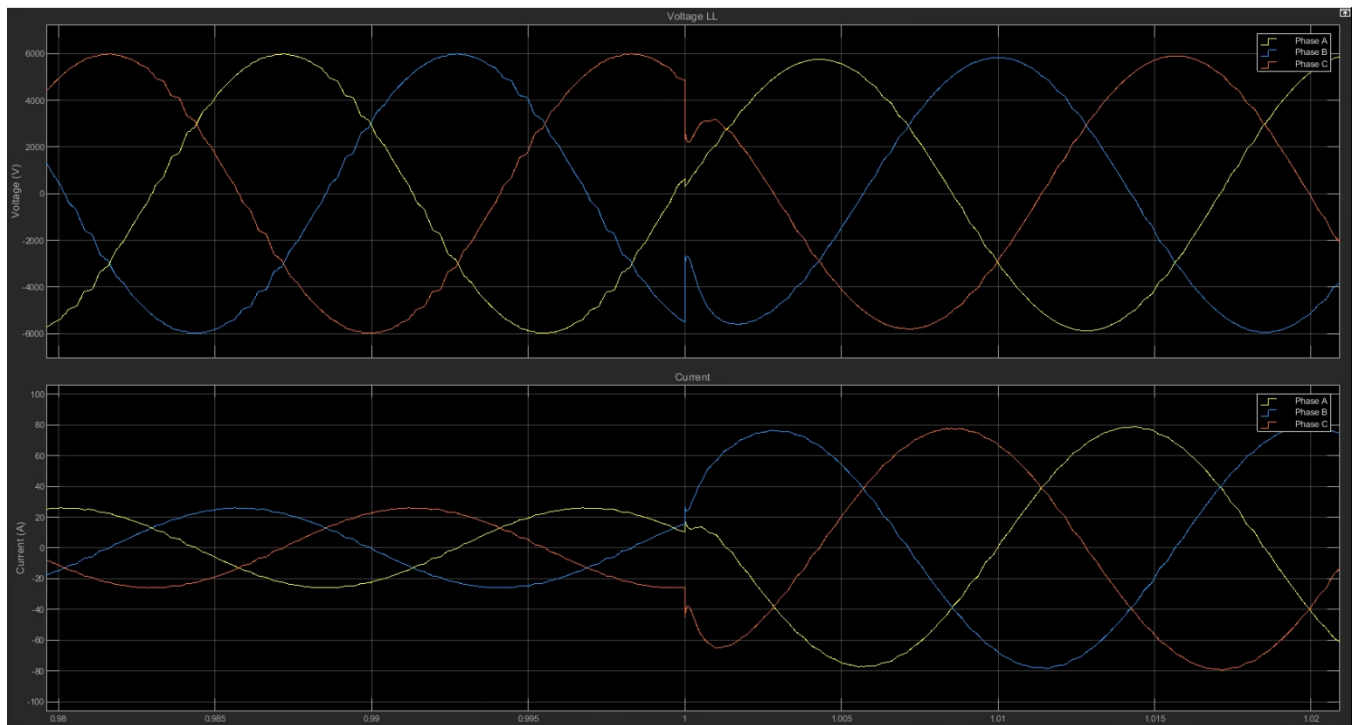 Voltage LL
Phase A
Phase B
Phase C
6000
4000
2000
0
-2000
-4000
-6000
Voltage (V)
Current
Phase A
Phase B
Phase C
100
80
60
40
20
0
-20
-40
-60
-80
-100
Current (A)
0.98 0.985 0.99 0.995 1 1.005 1.01 1.015 1.02